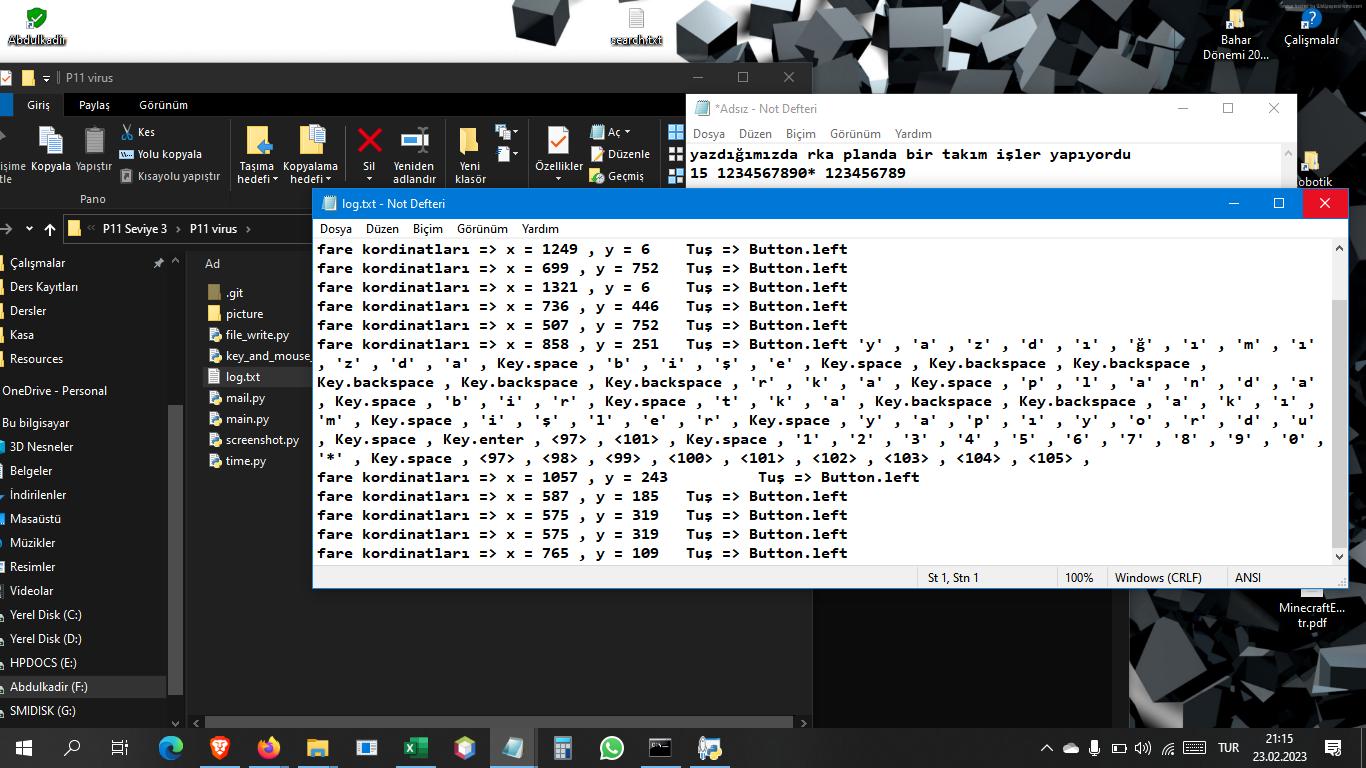 Abdulkadir
search.txt
Bahar
Dönemi 20...
Çalişmalar
P11 virus
Giriş
Paylaş
Görünüm
Kopyala
Yapıştır
Kes
Yolu kopyala
Kısayolu yapıştır
Pano
Taşıma
hedefi
Kopyalama
hedefi
Sil
Yeniden
adlandır
Yeni
klasör
Özellikler
Aç
Düzenle
Geçmiş
işime
le
P11 Seviye 3 > P11 virus >
Çalışmalar
Ders Kayıtları
Dersler
Kasa
Resources
OneDrive - Personal
Bu bilgisayar
3D Nesneler
Belgeler
İndirilenler
Masaüstü
Müzikler
Resimler
Videolar
Yerel Disk (C:)
Yerel Disk (D:)
HPDOCS (E:)
Abdulkadir (F:)
SMIDISK (G:)
Ad
.git
picture
file_write.py
key_and_mouse_
log.txt
mail.py
main.py
screenshot.py
time.py
*Adsız - Not Defteri
Dosya Düzen Biçim Görünüm Yardım
yazdığımızda rka planda bir takım işler yapıyordu
15 1234567890* 123456789
obotik
log.txt - Not Defteri
Dosya Düzen Biçim Görünüm Yardım
fare kordinatları => x = 1249 , y = 6 Tuş => Button.left
fare kordinatları => x = 699 , y = 752 Tuş => Button.left
fare kordinatları => x = 1321 , y = 6 Tuş => Button.left
fare kordinatları => x = 736 , y = 446 Tuş => Button.left
fare kordinatları => x = 507 , y = 752 Tuş => Button.left
fare kordinatları => x = 858 , y = 251 Tuş => Button.left 'y' , 'a' , 'z' , 'd' , 'ı' , 'ğ' , 'ı' , 'm' , 'ı'
, 'z' , 'd' , 'a' , Key.space , 'b' , 'i' , 'ş' , 'e' , Key.space , Key.backspace , Key.backspace ,
Key.backspace , Key.backspace , Key.backspace , 'r' , 'k' , 'a' , Key.space , 'p' , 'l' , 'a' , 'n' , 'd' , 'a'
, Key.space , 'b' , 'i' , 'r' , Key.space , 't' , 'k' , 'a' , Key.backspace , Key.backspace , 'a' , 'k' , 'ı' ,
'm' , Key.space , 'i' , 'ş' , 'l' , 'e' , 'r' , Key.space , 'y' , 'a' , 'p' , 'ı' , 'y' , 'o' , 'r' , 'd' , 'u'
, Key.space , Key.enter , <97> , <101> , Key.space , '1' , '2' , '3' , '4' , '5' , '6' , '7' , '8' , '9' , '0' ,
'*' , Key.space , <97> , <98> , <99> , <100> , <101> , <102> , <103> , <104> , <105> ,
fare kordinatları => x = 1057 , y = 243 Tuş => Button.left
fare kordinatları => x = 587 , y = 185 Tuş => Button.left
fare kordinatları => x = 575 , y = 319 Tuş => Button.left
fare kordinatları => x = 575 , y = 319 Tuş => Button.left
fare kordinatları => x = 765 , y = 109 Tuş => Button.left
St 1, Stn 1 100% Windows (CRLF) ANSI
MinecraftE...
tr.pdf
TUR
21:15
23.02.2023